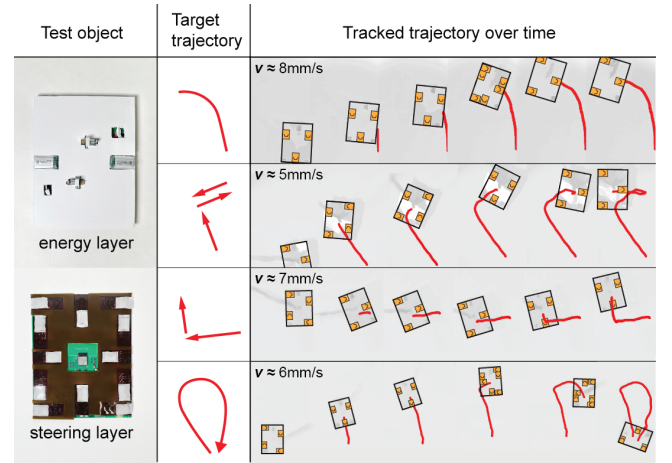 Test object
Target
trajectory
Tracked trajectory over time
v ≈ 8mm/s
v ≈ 5mm/s
energy layer
v ≈ 7mm/s
v ≈ 6mm/s
steering layer